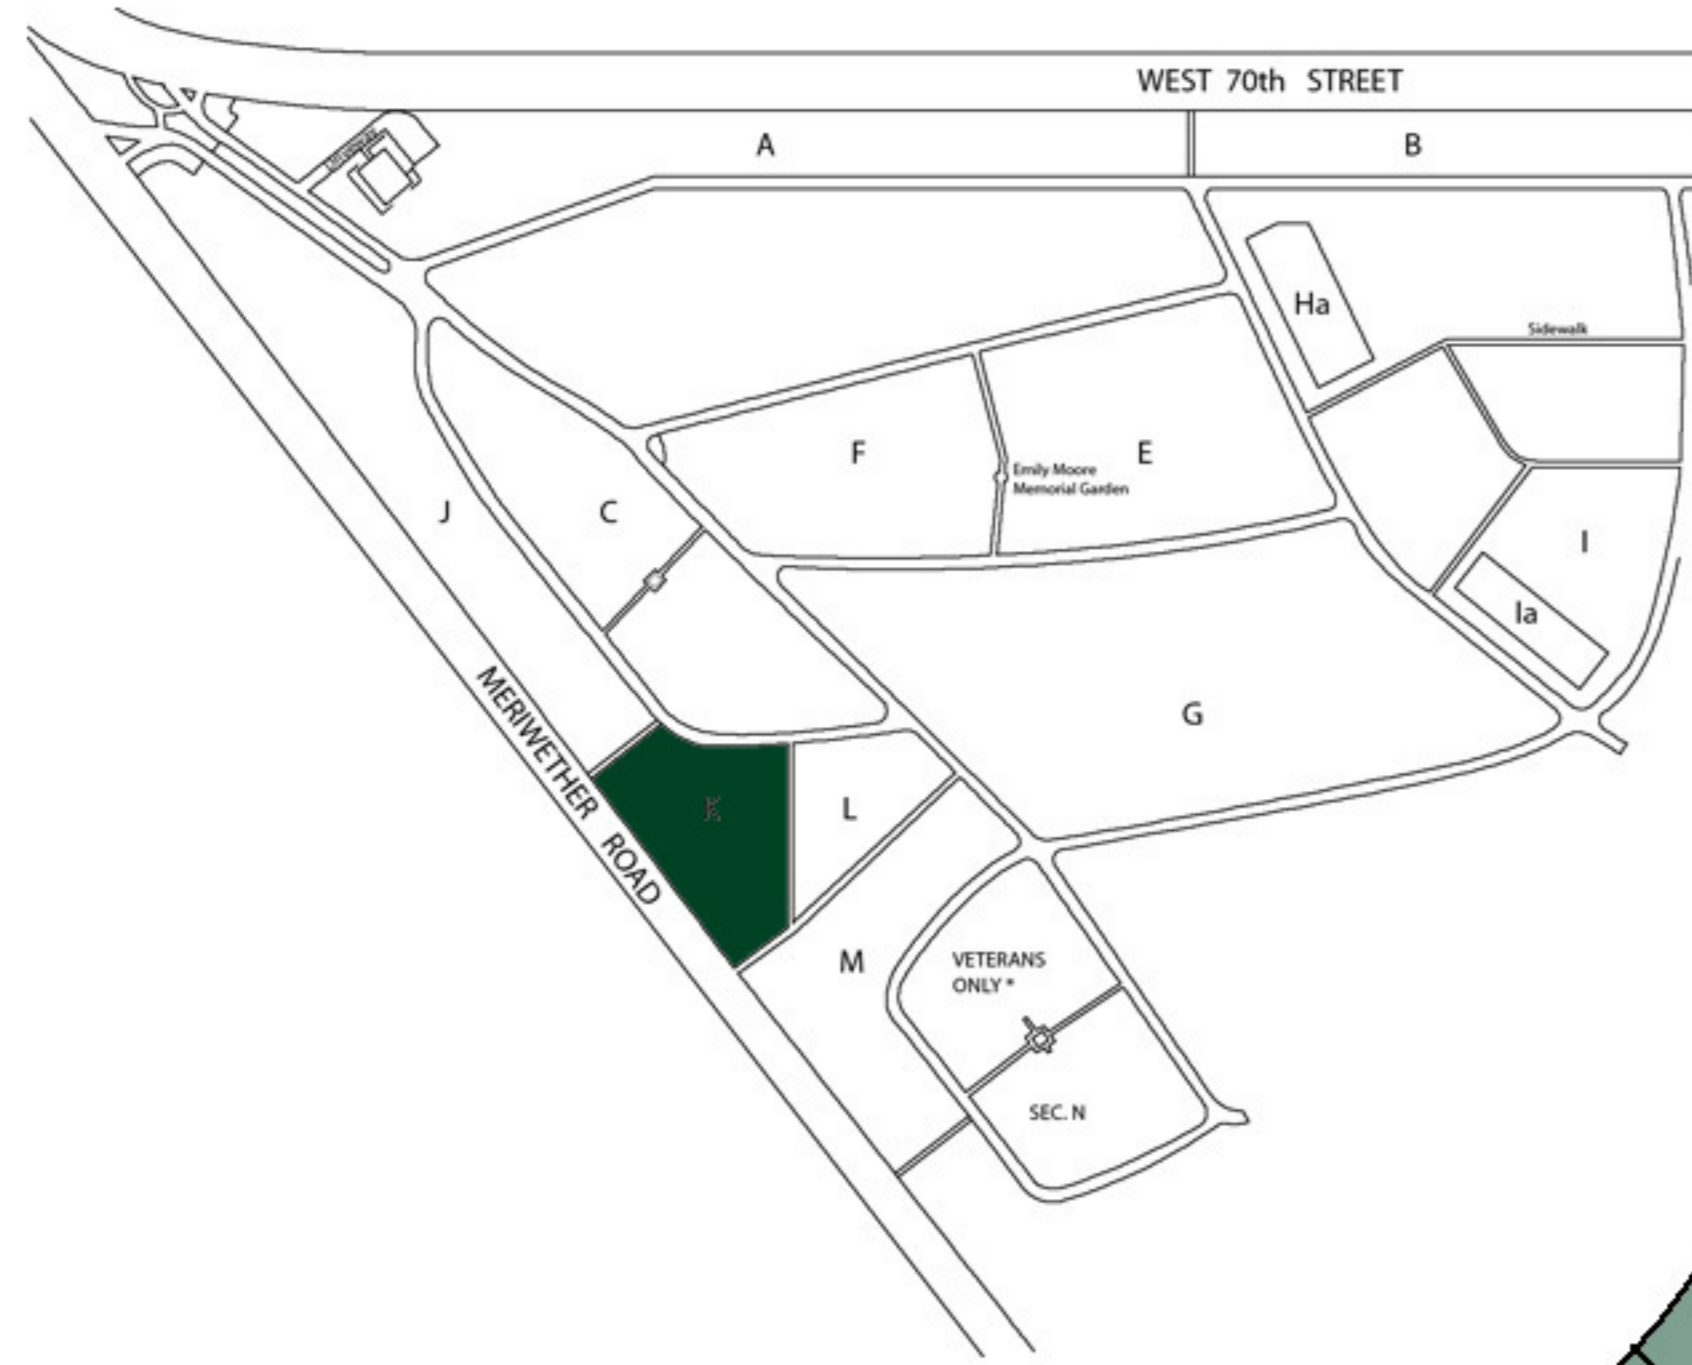 WEST 70th STREET
A
B
Ha
Sidewalk
F
E
Emily Moore
Memorial Garden
J
C
I
Ia
MERIWETHER ROAD
G
K
L
M
VETERANS
ONLY *
SEC. N